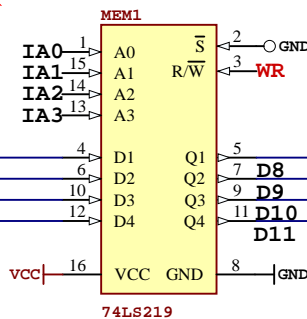 MEM1
IA0 1 A0 S 2 GND
IA1 15 A1 R/W 3 WR
IA2 14 A2
IA3 13 A3
4 D1 Q1 5
6 D2 Q2 7 D8
10 D3 Q3 9 D9
12 D4 Q4 11 D10
D11
VCC 16 VCC GND 8 GND
74LS219